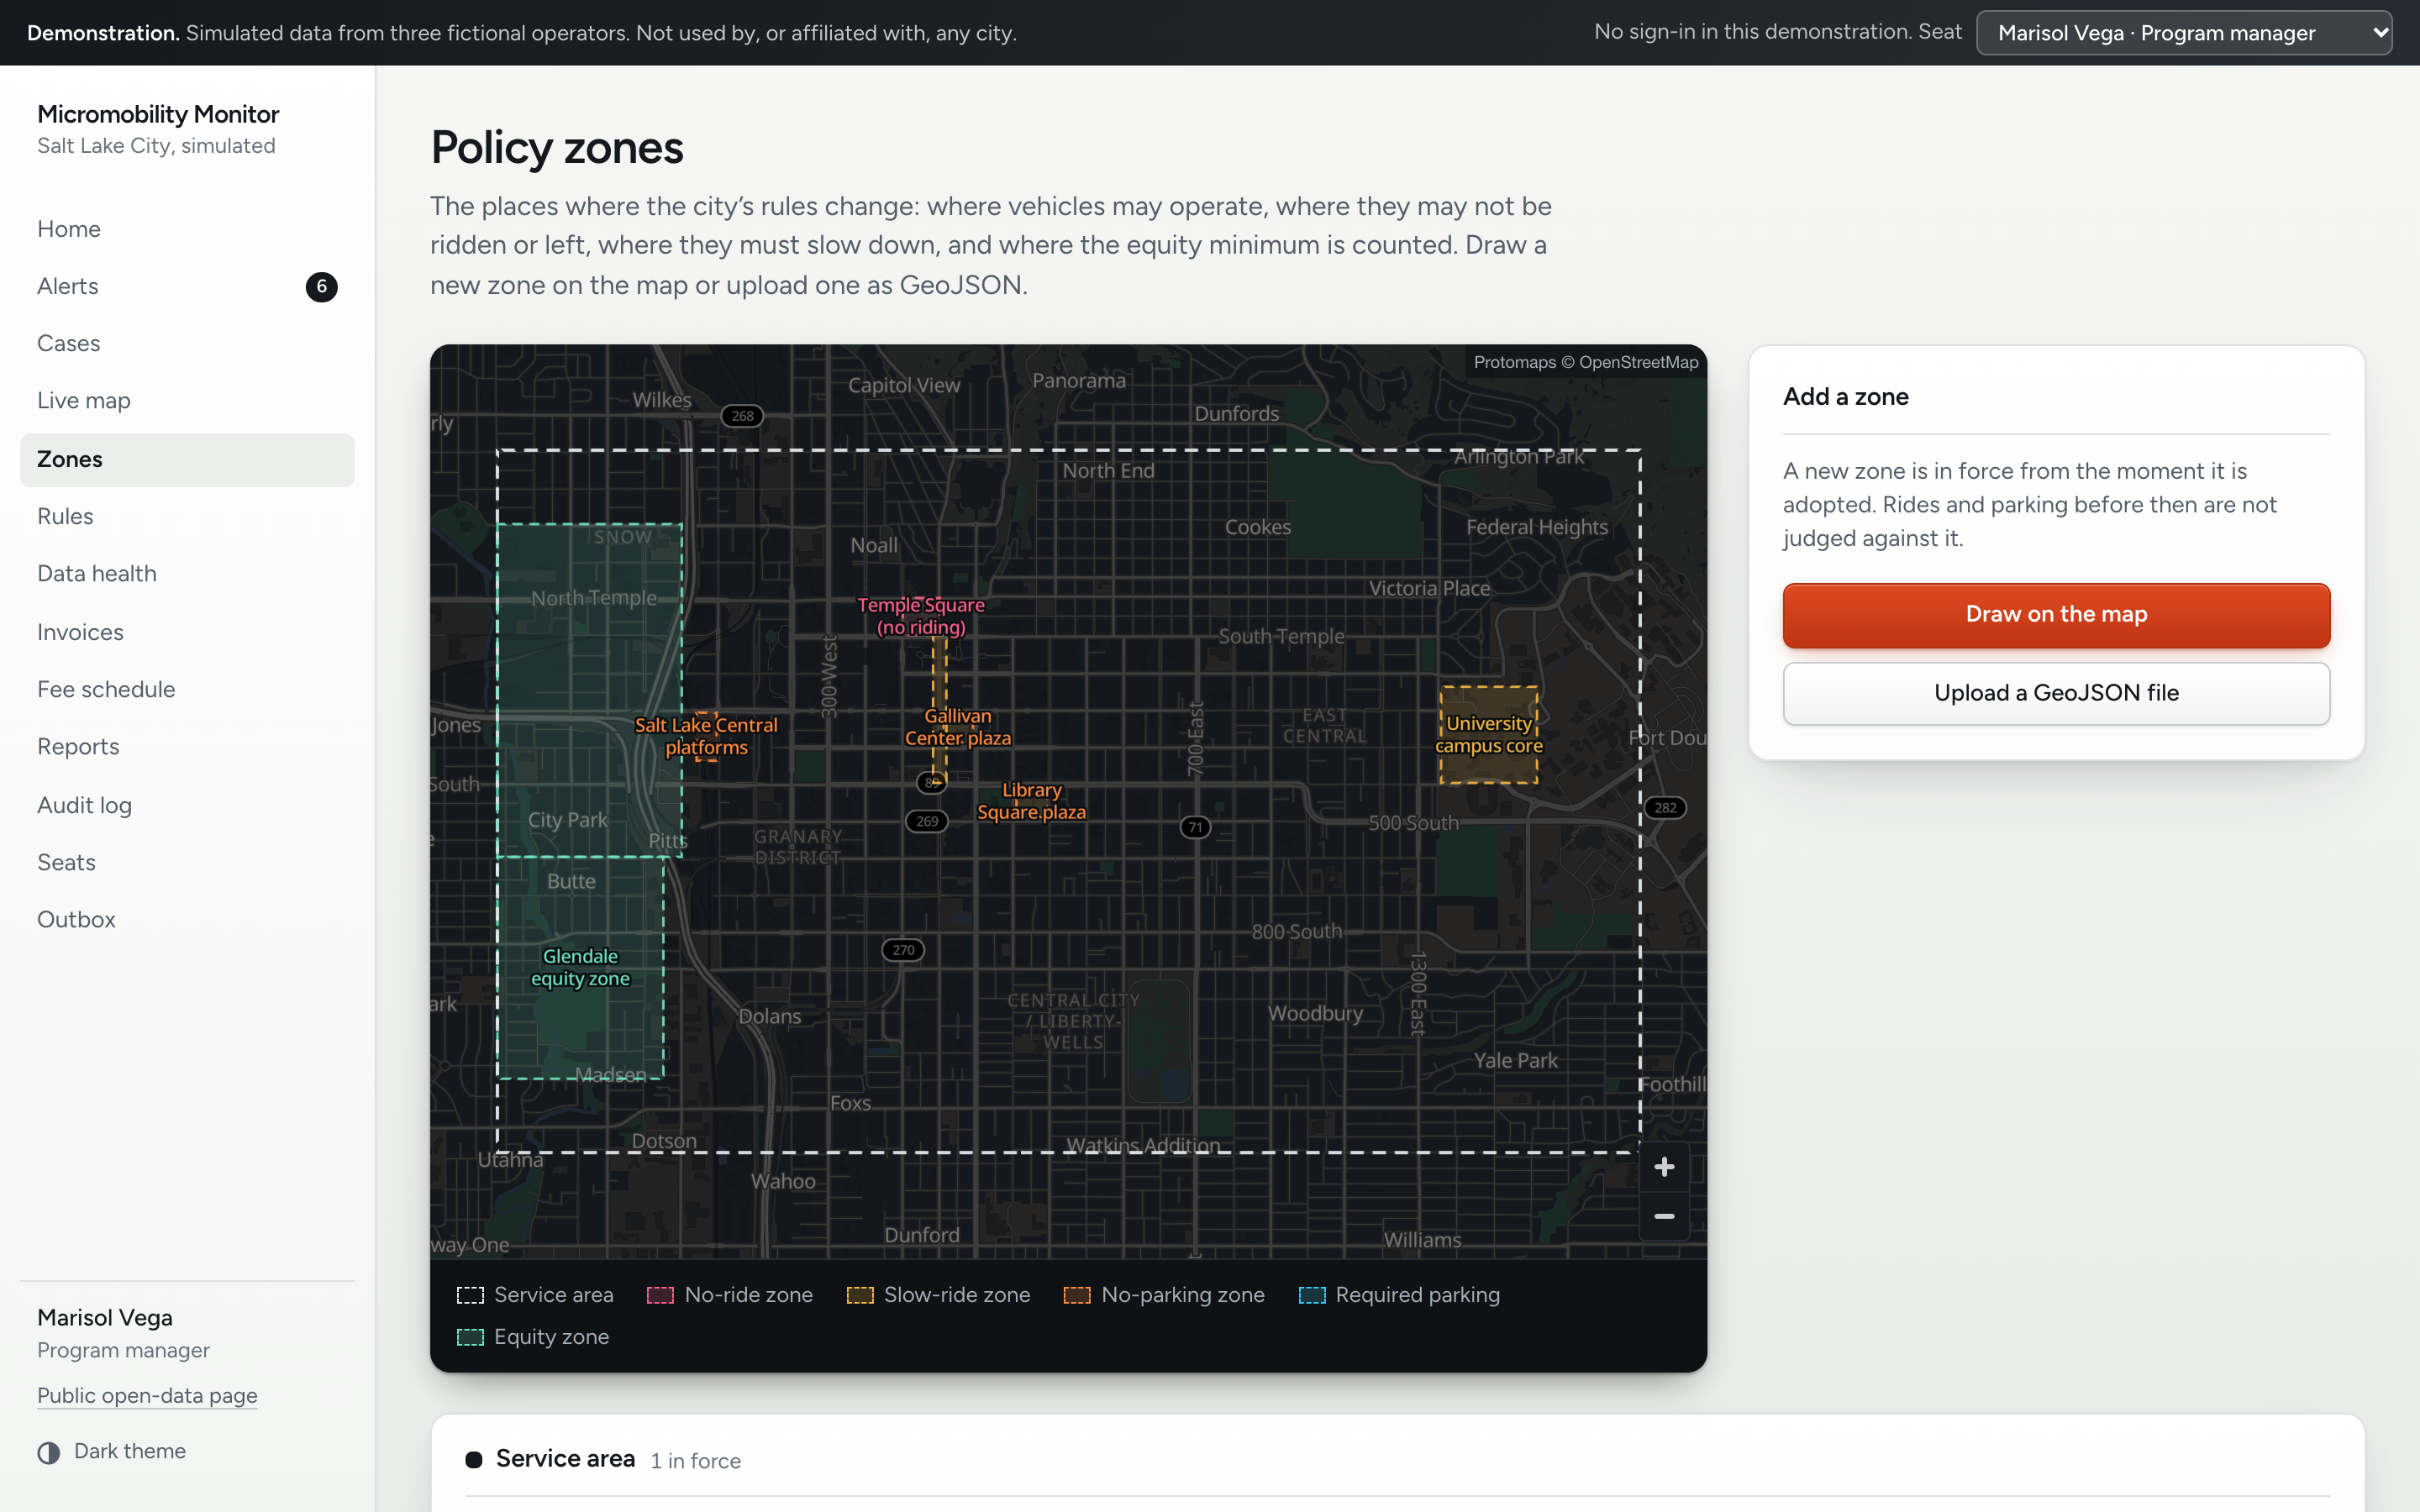 Demonstration. Simulated data from three fictional operators. Not used by, or affiliated with, any city.
No sign-in in this demonstration. Seat
Marisol Vega · Program manager
Micromobility Monitor
Salt Lake City, simulated
Home
Alerts
6
Cases
Live map
Zones
Rules
Data health
Invoices
Fee schedule
Reports
Audit log
Seats
Outbox
Marisol Vega
Program manager
Public open-data page
Dark theme
Policy zones
The places where the city’s rules change: where vehicles may operate, where they may not be
ridden or left, where they must slow down, and where the equity minimum is counted. Draw a
new zone on the map or upload one as GeoJSON.
Protomaps © OpenStreetMap
Capitol View
Panorama
Wilkes
268
Dunfords
rly
Arlington Park
North End
Cookes
Federal Heights
SNOW
Noall
Victoria Place
North Temple
Temple Square
(no riding)
South Temple
300 West
Jones
Salt Lake Central
platforms
Gallivan
Center plaza
700 East
EAST
CENTRAL
University
campus core
Fort Dou
South
89
Library
Square plaza
282
City Park
269
71
500 South
Pitts
GRANARY
DISTRICT
Butte
800 South
270
Glendale
equity zone
1300 East
ark
CENTRAL CITY
/ LIBERTY-
WELLS
Dolans
Woodbury
Yale Park
Madsen
Foothill
Foxs
Dotson
Watkins Addition
Utahna
Wahoo
Dunford
way One
Williams
Service area
No-ride zone
Slow-ride zone
No-parking zone
Required parking
Equity zone
Add a zone
A new zone is in force from the moment it is
adopted. Rides and parking before then are not
judged against it.
Draw on the map
Upload a GeoJSON file
Service area
1 in force